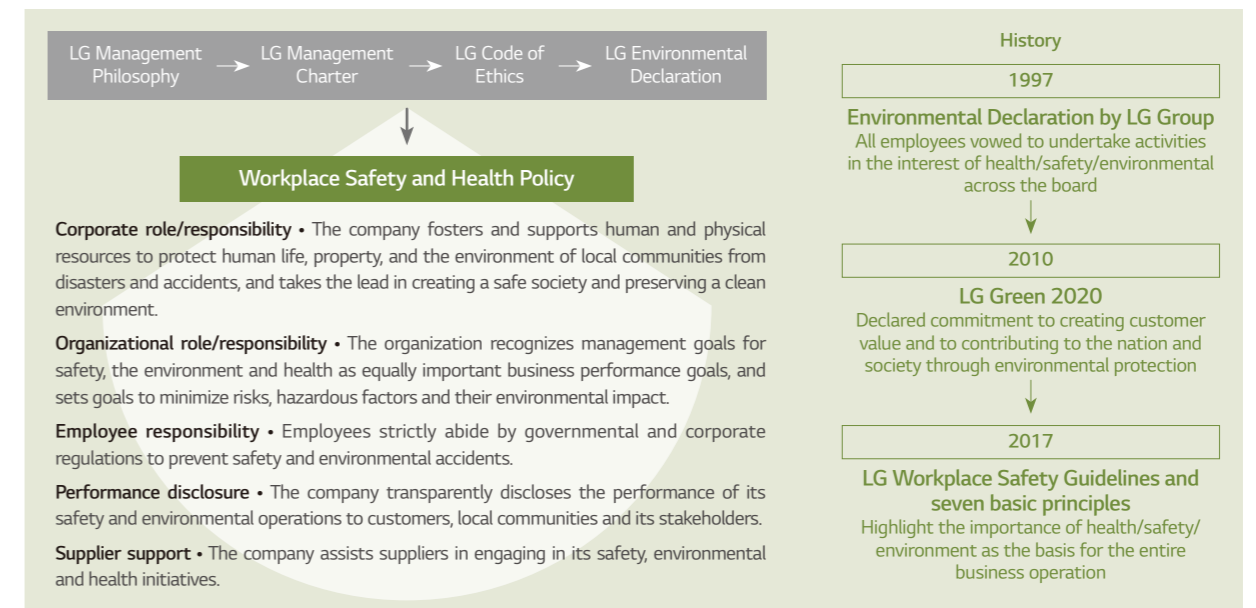 LG Management
Philosophy
LG Management
Charter
LG Code of
Ethics
LG Environmental
Declaration
Workplace Safety and Health Policy
Corporate role/responsibility • The company fosters and supports human and physical
resources to protect human life, property, and the environment of local communities from
disasters and accidents, and takes the lead in creating a safe society and preserving a clean
environment.
Organizational role/responsibility • The organization recognizes management goals for
safety, the environment and health as equally important business performance goals, and
sets goals to minimize risks, hazardous factors and their environmental impact.
Employee responsibility • Employees strictly abide by governmental and corporate
regulations to prevent safety and environmental accidents.
Performance disclosure • The company transparently discloses the performance of its
safety and environmental operations to customers, local communities and its stakeholders.
Supplier support • The company assists suppliers in engaging in its safety, environmental
and health initiatives.
History
1997
Environmental Declaration by LG Group
All employees vowed to undertake activities
in the interest of health/safety/environmental
across the board
2010
LG Green 2020
Declared commitment to creating customer
value and to contributing to the nation and
society through environmental protection
2017
LG Workplace Safety Guidelines and
seven basic principles
Highlight the importance of health/safety/
environment as the basis for the entire
business operation